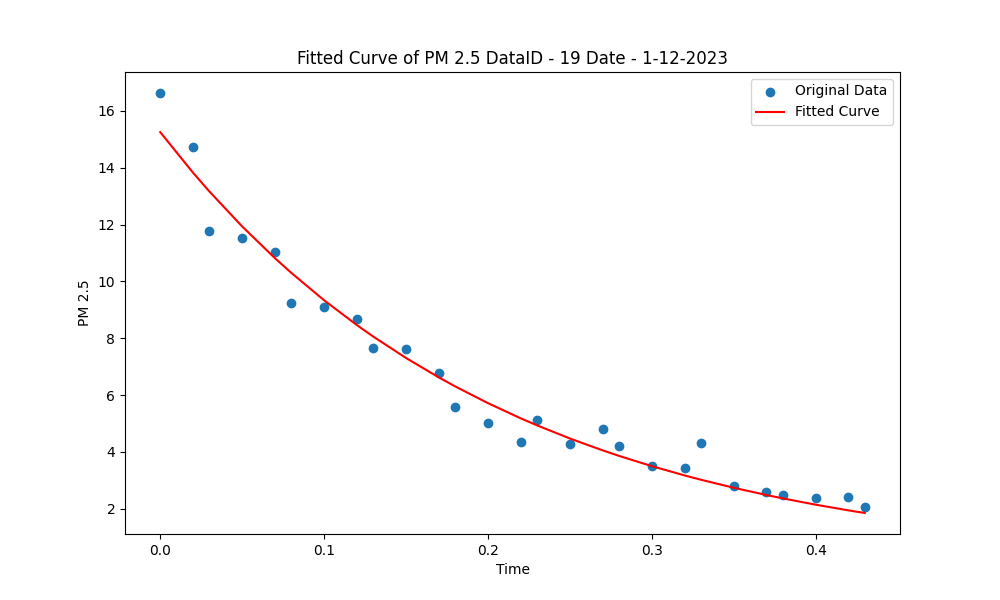 Fitted Curve of PM 2.5 DataID - 19 Date - 1-12-2023
Original Data
Fitted Curve
PM 2.5
16
14
12
10
8
6
4
2
0.0 0.1 0.2 0.3 0.4
Time